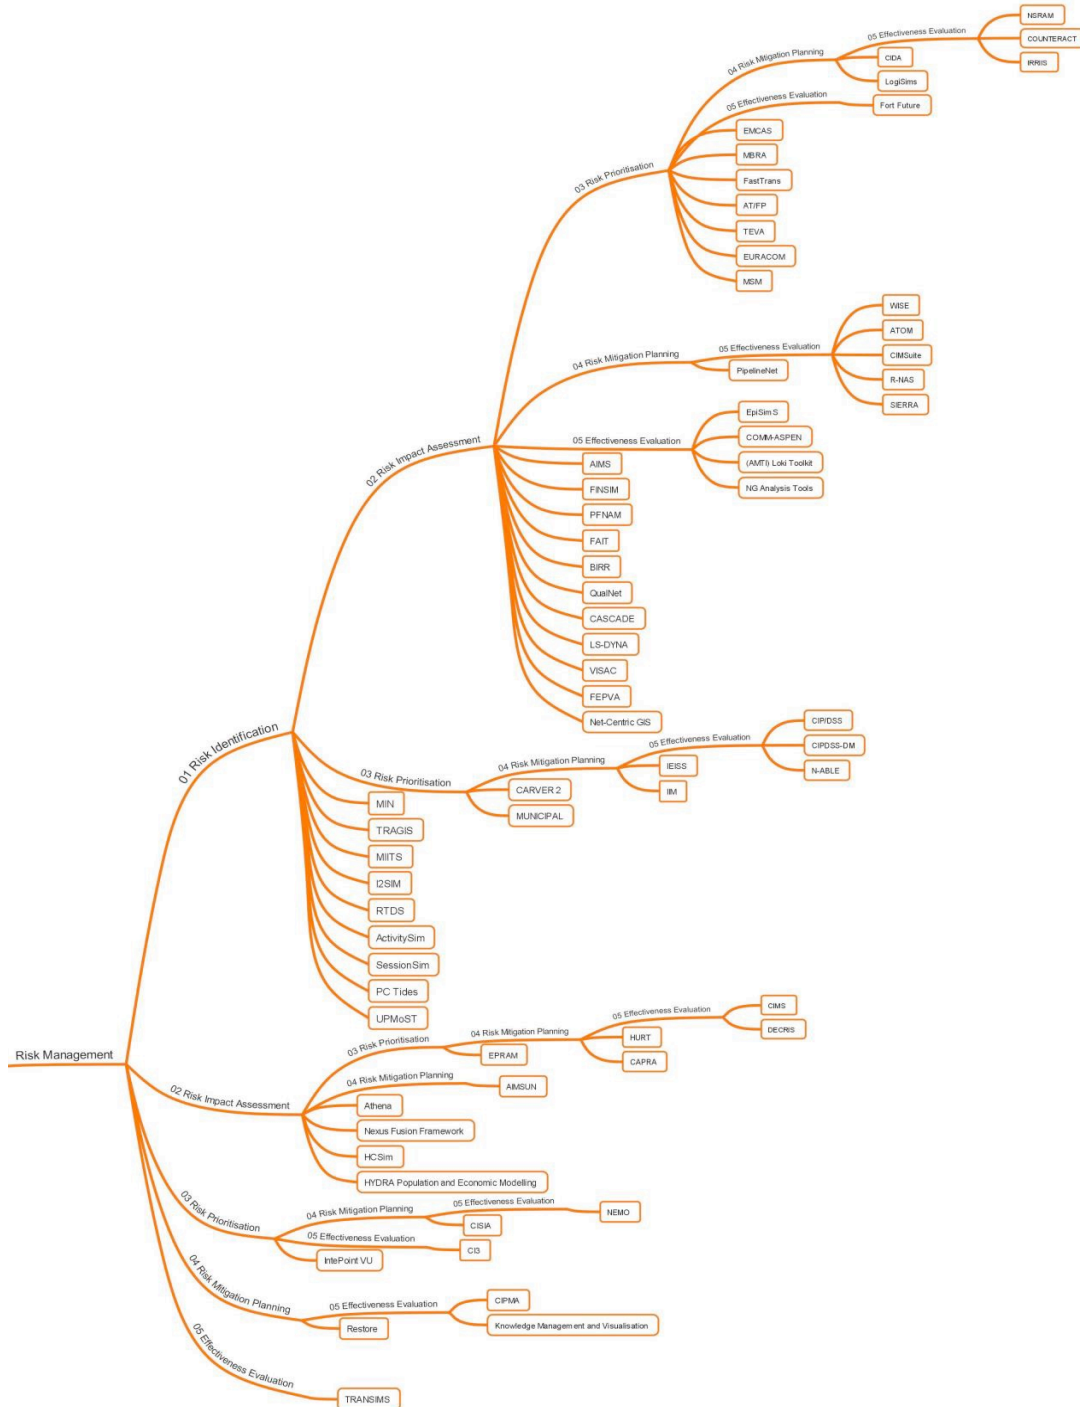 NSRAM
05 Effectiveness Evaluation
COUNTERACT
04 Risk Mitigation Planning
CIDA
IRRIIS
LogiSims
05 Effectiveness Evaluation
Fort Future
EMCAS
MBRA
03 Risk Prioritisation
FastTrans
AT/FP
TEVA
EURACOM
MSM
WISE
ATOM
05 Effectiveness Evaluation
04 Risk Mitigation Planning
CIMSuite
PipelineNet
R-NAS
SIERRA
EpiSimS
02 Risk Impact Assessment
05 Effectiveness Evaluation
COMM-ASPEN
AIMS
(AMTI) Loki Toolkit
FINSIM
NG Analysis Tools
PFNAM
FAIT
BIRR
QualNet
CASCADE
LS-DYNA
VISAC
FEPVA
Net-Centric GIS
CIP/DSS
01 Risk Identification
05 Effectiveness Evaluation
CIPDSS-DM
04 Risk Mitigation Planning
IEISS
N-ABLE
03 Risk Prioritisation
CARVER 2
IIM
MIN
MUNICIPAL
TRAGIS
MIITS
I2SIM
RTDS
ActivitySim
SessionSim
PC Tides
UPMoST
CIMS
05 Effectiveness Evaluation
DECRIS
04 Risk Mitigation Planning
HURT
03 Risk Prioritisation
Risk Management
EPRAM
CAPRA
04 Risk Mitigation Planning
AIMSUN
02 Risk Impact Assessment
Athena
Nexus Fusion Framework
HCSim
HYDRA Population and Economic Modelling
05 Effectiveness Evaluation
NEMO
03 Risk Prioritisation
04 Risk Mitigation Planning
CISIA
05 Effectiveness Evaluation
CI3
IntePoint VU
04 Risk Mitigation Planning
05 Effectiveness Evaluation
CIPMA
Restore
Knowledge Management and Visualisation
05 Effectiveness Evaluation
TRANSIMS